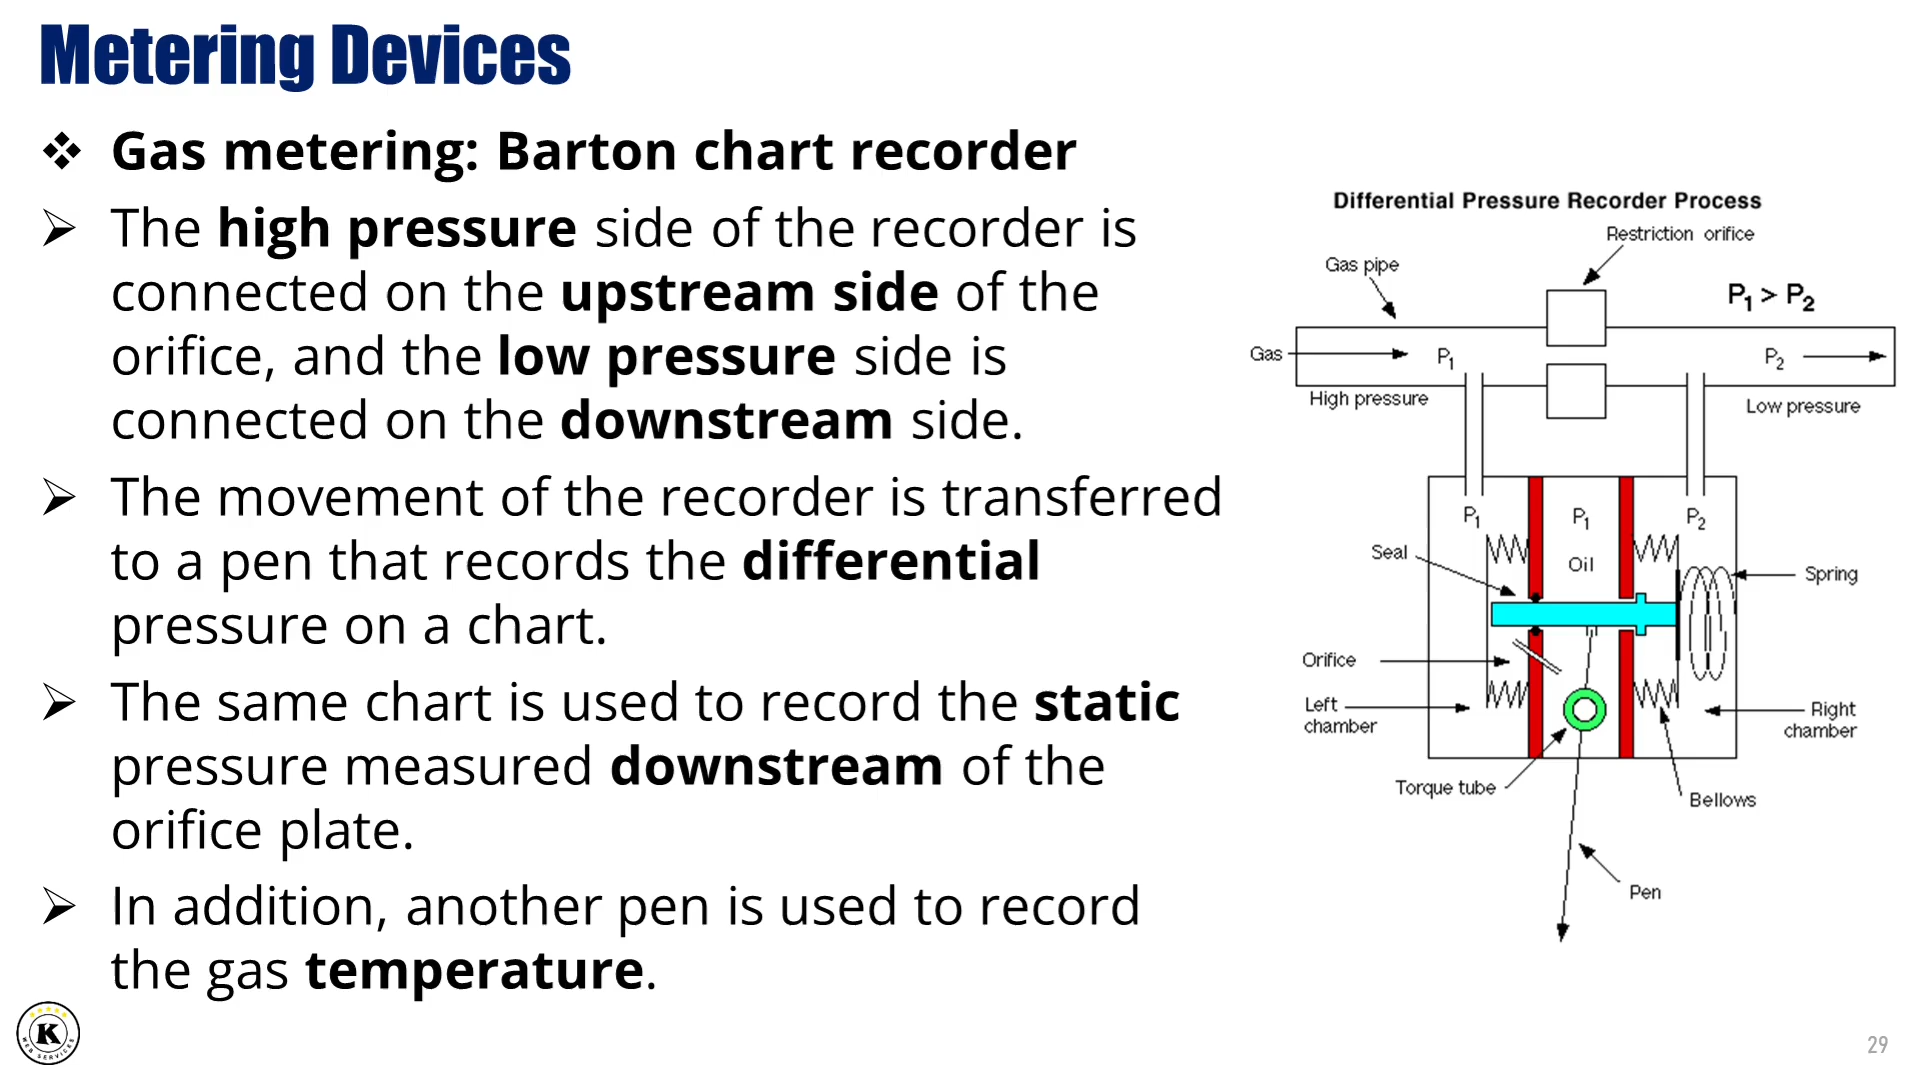 Metering Devices
❖ Gas metering: Barton chart recorder
➢ The high pressure side of the recorder is
connected on the upstream side of the
orifice, and the low pressure side is
connected on the downstream side.
➢ The movement of the recorder is transferred
to a pen that records the differential
pressure on a chart.
➢ The same chart is used to record the static
pressure measured downstream of the
orifice plate.
➢ In addition, another pen is used to record
the gas temperature.
Differential Pressure Recorder Process
Restriction orifice
Gas pipe
P1 > P2
Gas
P1
P2
High pressure
Low pressure
P1
P1
P2
Seal
Oil
Spring
Orifice
Left
chamber
Right
chamber
Torque tube
Bellows
Pen
K
WEB SERVICES
29